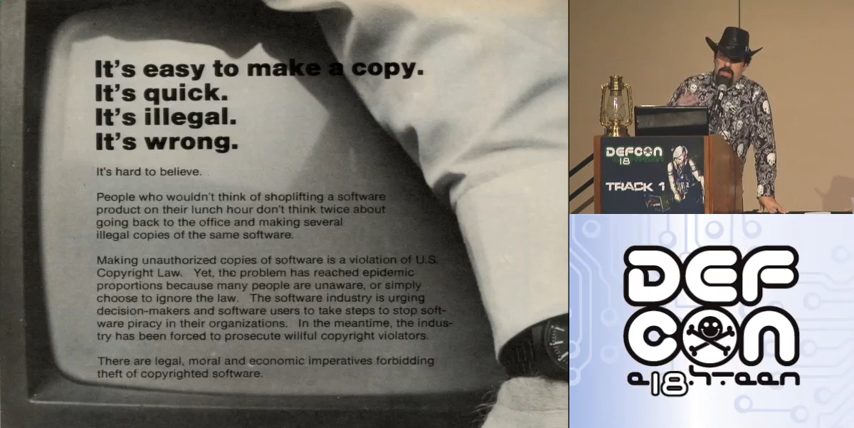 It's easy to make a copy.
It's quick.
It's illegal.
It's wrong.
It's hard to believe.
People who wouldn't think of shoplifting a software
product on their lunch hour don't think twice about
going back to the office and making several
illegal copies of the same software.
Making unauthorized copies of software is a violation of U.S.
Copyright Law. Yet, the problem has reached epidemic
proportions because many people are unaware, or simply
choose to ignore the law. The software industry is urging
decision-makers and software users to take steps to stop soft-
ware piracy in their organizations. In the meantime, the indus-
try has been forced to prosecute willful copyright violators.
There are legal, moral and economic imperatives forbidding
theft of copyrighted software.
DEFCON
18
TRACK 1
DEF
CON
e18h.teen